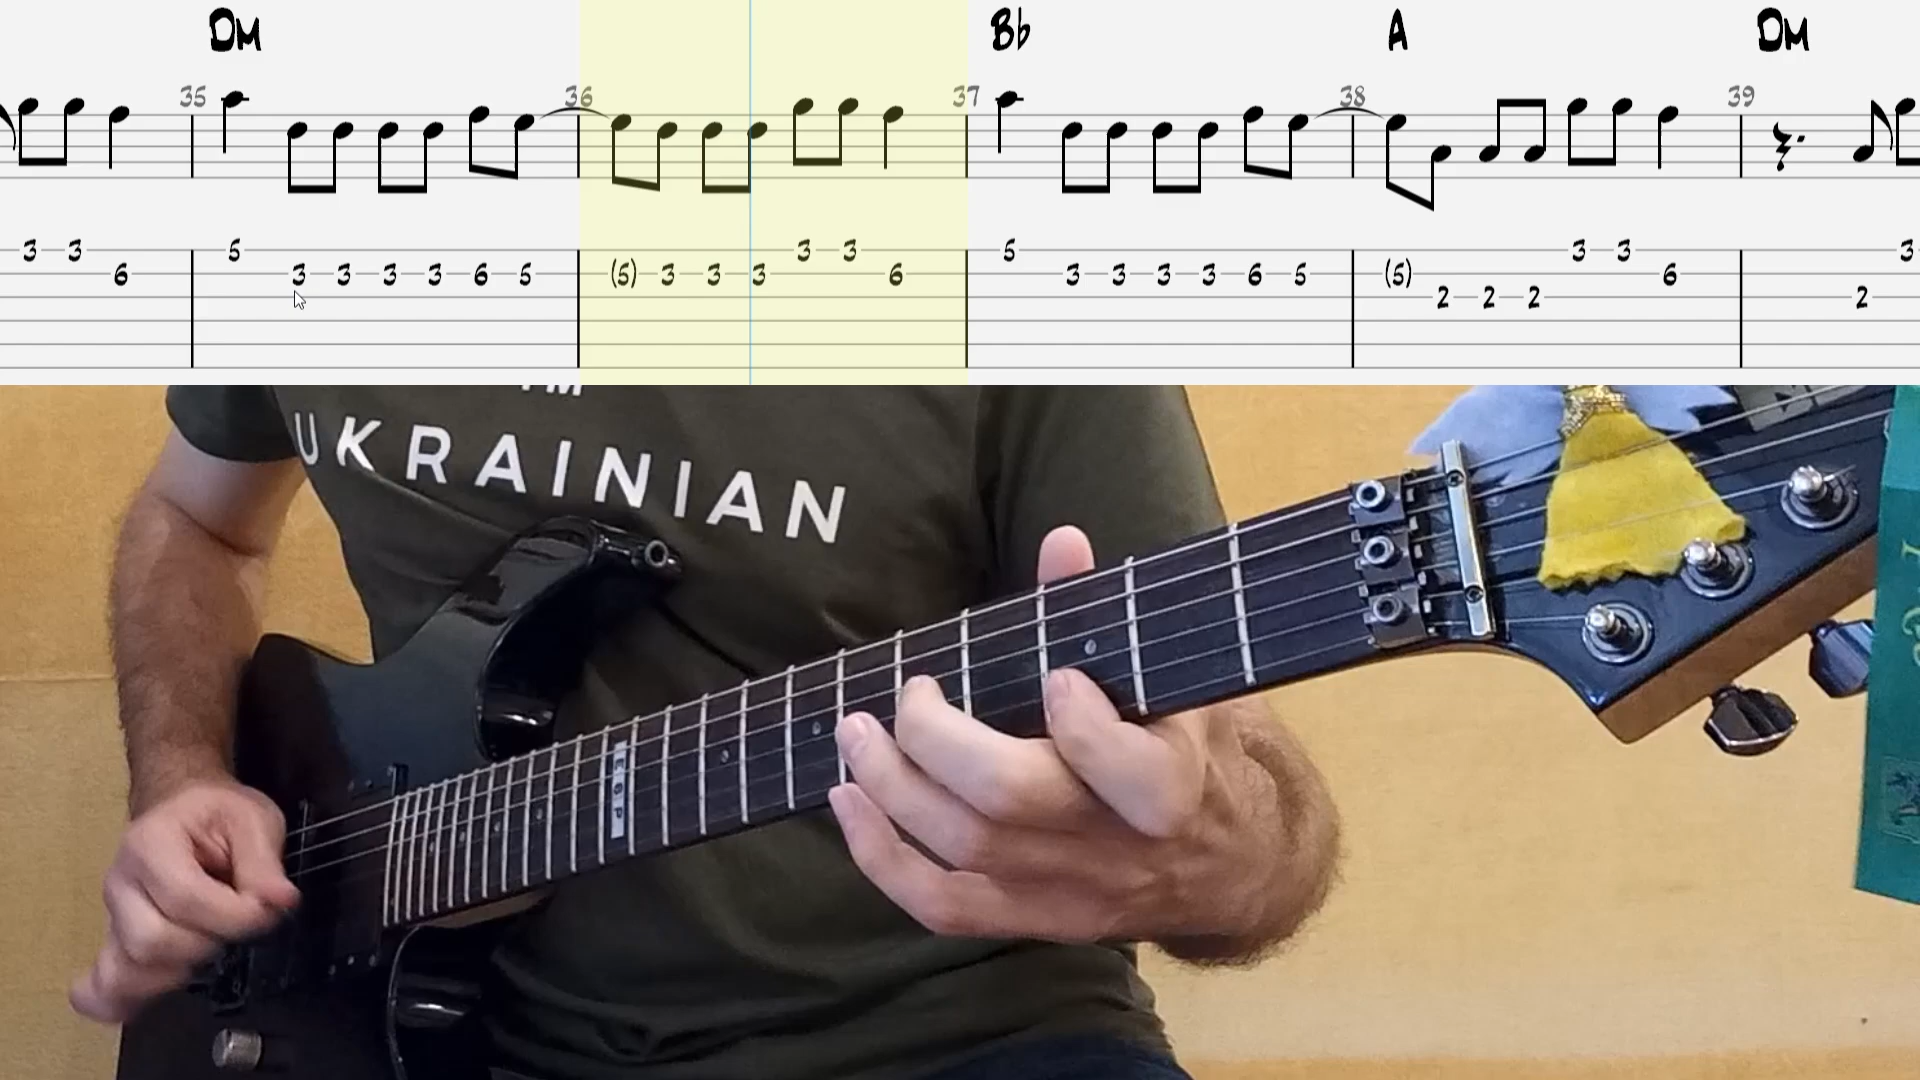 DM B♭ A DM
35 36 37 38 39
3 3 5 3 3 5 3 3 3
6 3 3 3 3 6 5 (5) 3 3 3 6 3 3 3 3 6 5 (5) 6
2 2 2 2
I'M
UKRAINIAN
ESP